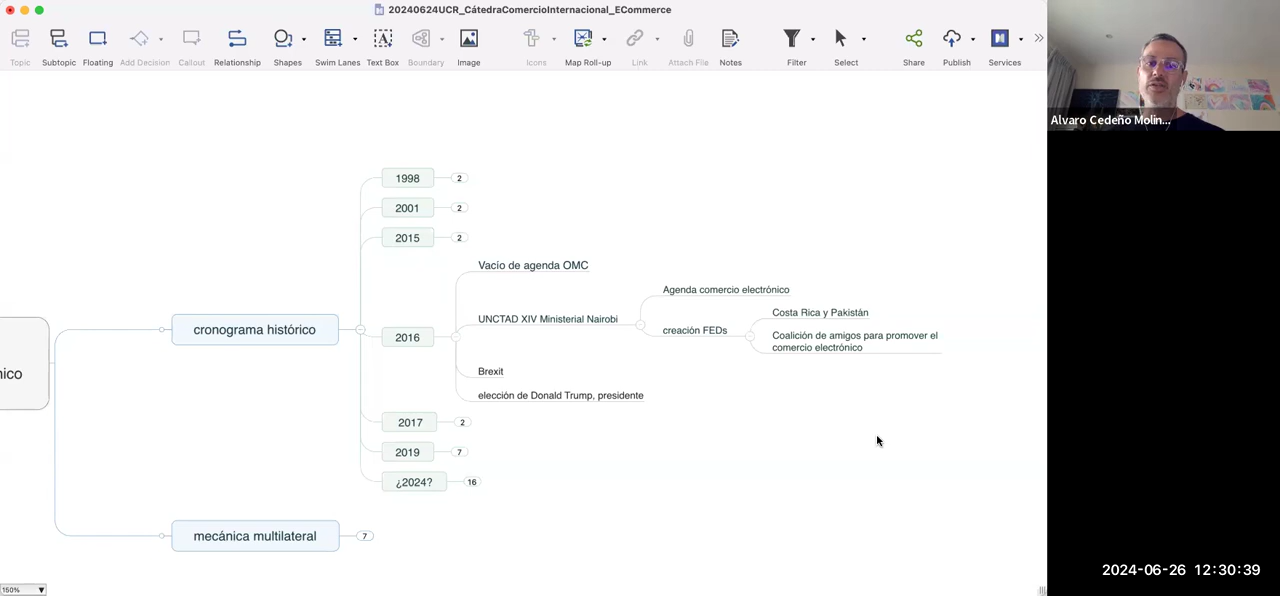 20240624UCR_CátedraComercioInternacional_ECommerce
Topic
Subtopic
Floating
Add Decision
Callout
Relationship
Shapes
Swim Lanes
Text Box
Boundary
Image
Icons
Map Roll-up
Link
Attach File
Notes
Filter
Select
Share
Publish
Services
Alvaro Cedeño Molin...
1998
2
2001
2
2015
2
Vacio de agenda OMC
Agenda comercio electrónico
Costa Rica y Pakistán
UNCTAD XIV Ministerial Nairobi
creación FEDs
cronograma histórico
2016
Coalición de amigos para promover el
comercio electrónico
nico
Brexit
elección de Donald Trump, presidente
2017
2
2019
7
¿2024?
16
mecánica multilateral
7
2024-06-26 12:30:39
150%